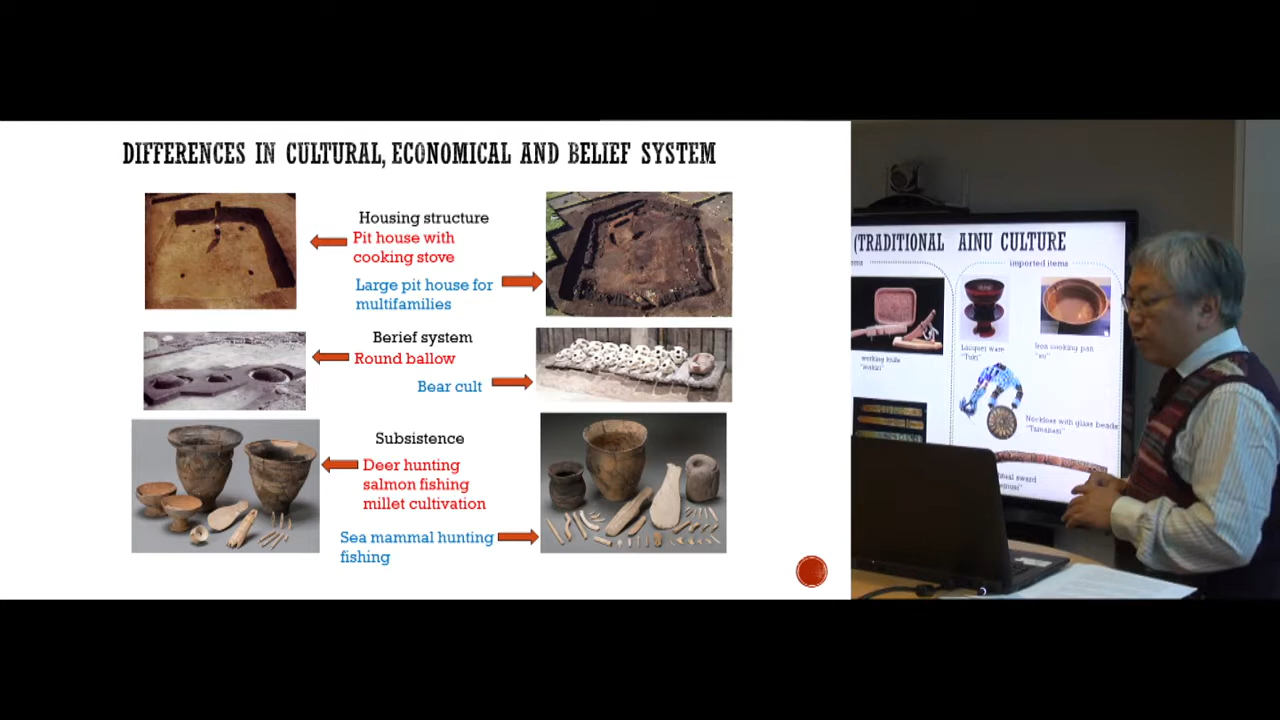 DIFFERENCES IN CULTURAL, ECONOMICAL AND BELIEF SYSTEM
Housing structure
Pit house with
cooking stove
Large pit house for
multifamilies
Berief system
Round ballow
Bear cult
Subsistence
Deer hunting
salmon fishing
millet cultivation
Sea mammal hunting
fishing
(TRADITIONAL AINU CULTURE
imported items
working knife
"makiri"
Lacquer ware
"Tuki"
Iron cooking pan
"su"
Neckless with glass beads
"Tamasai"